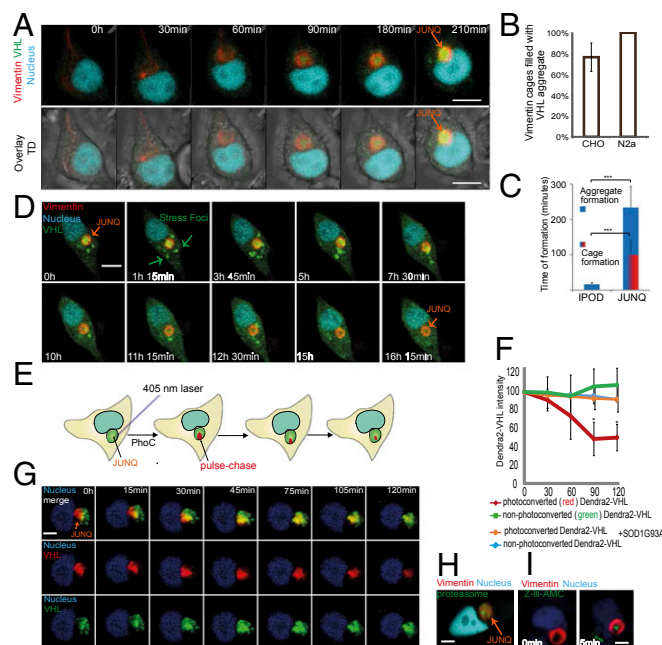 A
0h 30min 60min 90min 180min 210min
JUNQ
Vimentin VHL
Nucleus
Overlay
TD
B
Vimentin cages filled with
VHL aggregate
100%
80%
60%
40%
20%
0%
CHO N2a
C
Time of formation (minutes)
300
200
100
0
***
Aggregate
formation
***
Cage
formation
IPOD JUNQ
D
Vimentin
Nucleus
VHL
JUNQ
Stress Foci
0h 1h 15min 3h 45min 5h 7h 30min
10h 11h 15min 12h 30min 15h 16h 15min
JUNQ
E
405 nm laser
PhoC
JUNQ
pulse-chase
F
Dendra2-VHL intensity
120
100
80
60
40
20
0
0 30 60 90 120
photoconverted (red) Dendra2-VHL
non-photoconverted (green) Dendra2-VHL
photoconverted Dendra2-VHL +SOD1G93A
non-photoconverted Dendra2-VHL
G
Nucleus
merge
0h 15min 30min 45min 75min 105min 120min
JUNQ
Nucleus
VHL
Nucleus
VHL
H
Vimentin Nucleus
proteasome
JUNQ
I
Vimentin Nucleus
Z-lll-AMC
0min 5min